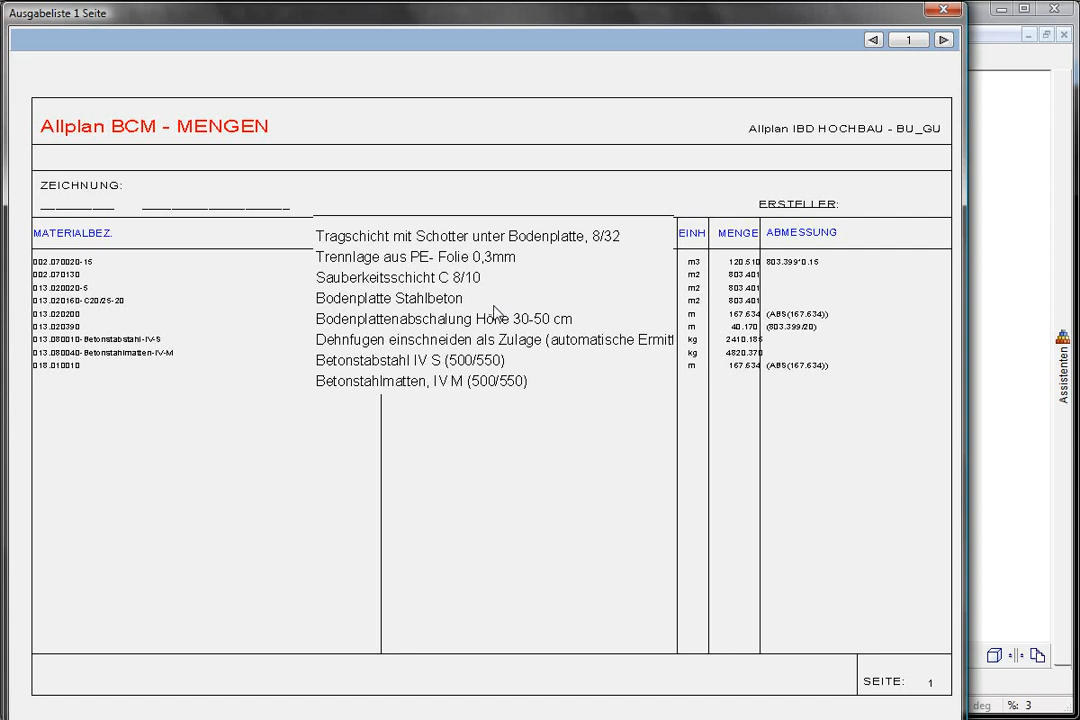 Ausgabeliste 1 Seite
1
Allplan BCM - MENGEN
Allplan IBD HOCHBAU - BU_GU
ZEICHNUNG:
ERSTELLER:
MATERIALBEZ.
EINH
MENGE
ABMESSUNG
Tragschicht mit Schotter unter Bodenplatte, 8/32
Trennlage aus PE- Folie 0,3mm
Sauberkeitsschicht C 8/10
Bodenplatte Stahlbeton
Bodenplattenabschalung Höhe 30-50 cm
Dehnfugen einschneiden als Zulage (automatische Ermitt
Betonstabstahl IV S (500/550)
Betonstahlmatten, IV M (500/550)
002.070020-15 m3 120.510 803.399*0.15
002.070130 m2 803.401
013.020020-5 m2 803.401
013.020160-C20/25-20 m2 803.401
013.020200 m 167.634 (ABS(167.634))
013.020390 m 40.170 (803.399/20)
013.080010-Betonstabstahl-IV-S kg 2410.185
013.080040-Betonstahlmatten-IV-M kg 4820.370
018.010010 m 167.634 (ABS(167.634))
SEITE: 1
Assistenten
deg %: 3